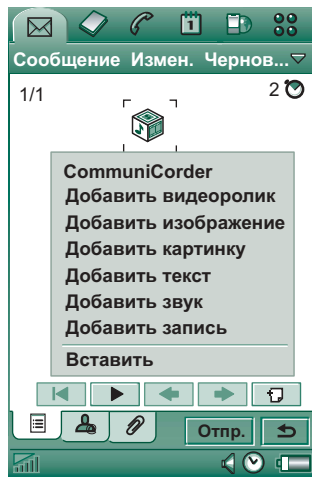 1
Сообщение Измен. Чернов...
1/1
2
CommuniCorder
Добавить видеоролик
Добавить изображение
Добавить картинку
Добавить текст
Добавить звук
Добавить запись
Вставить
Отпр.